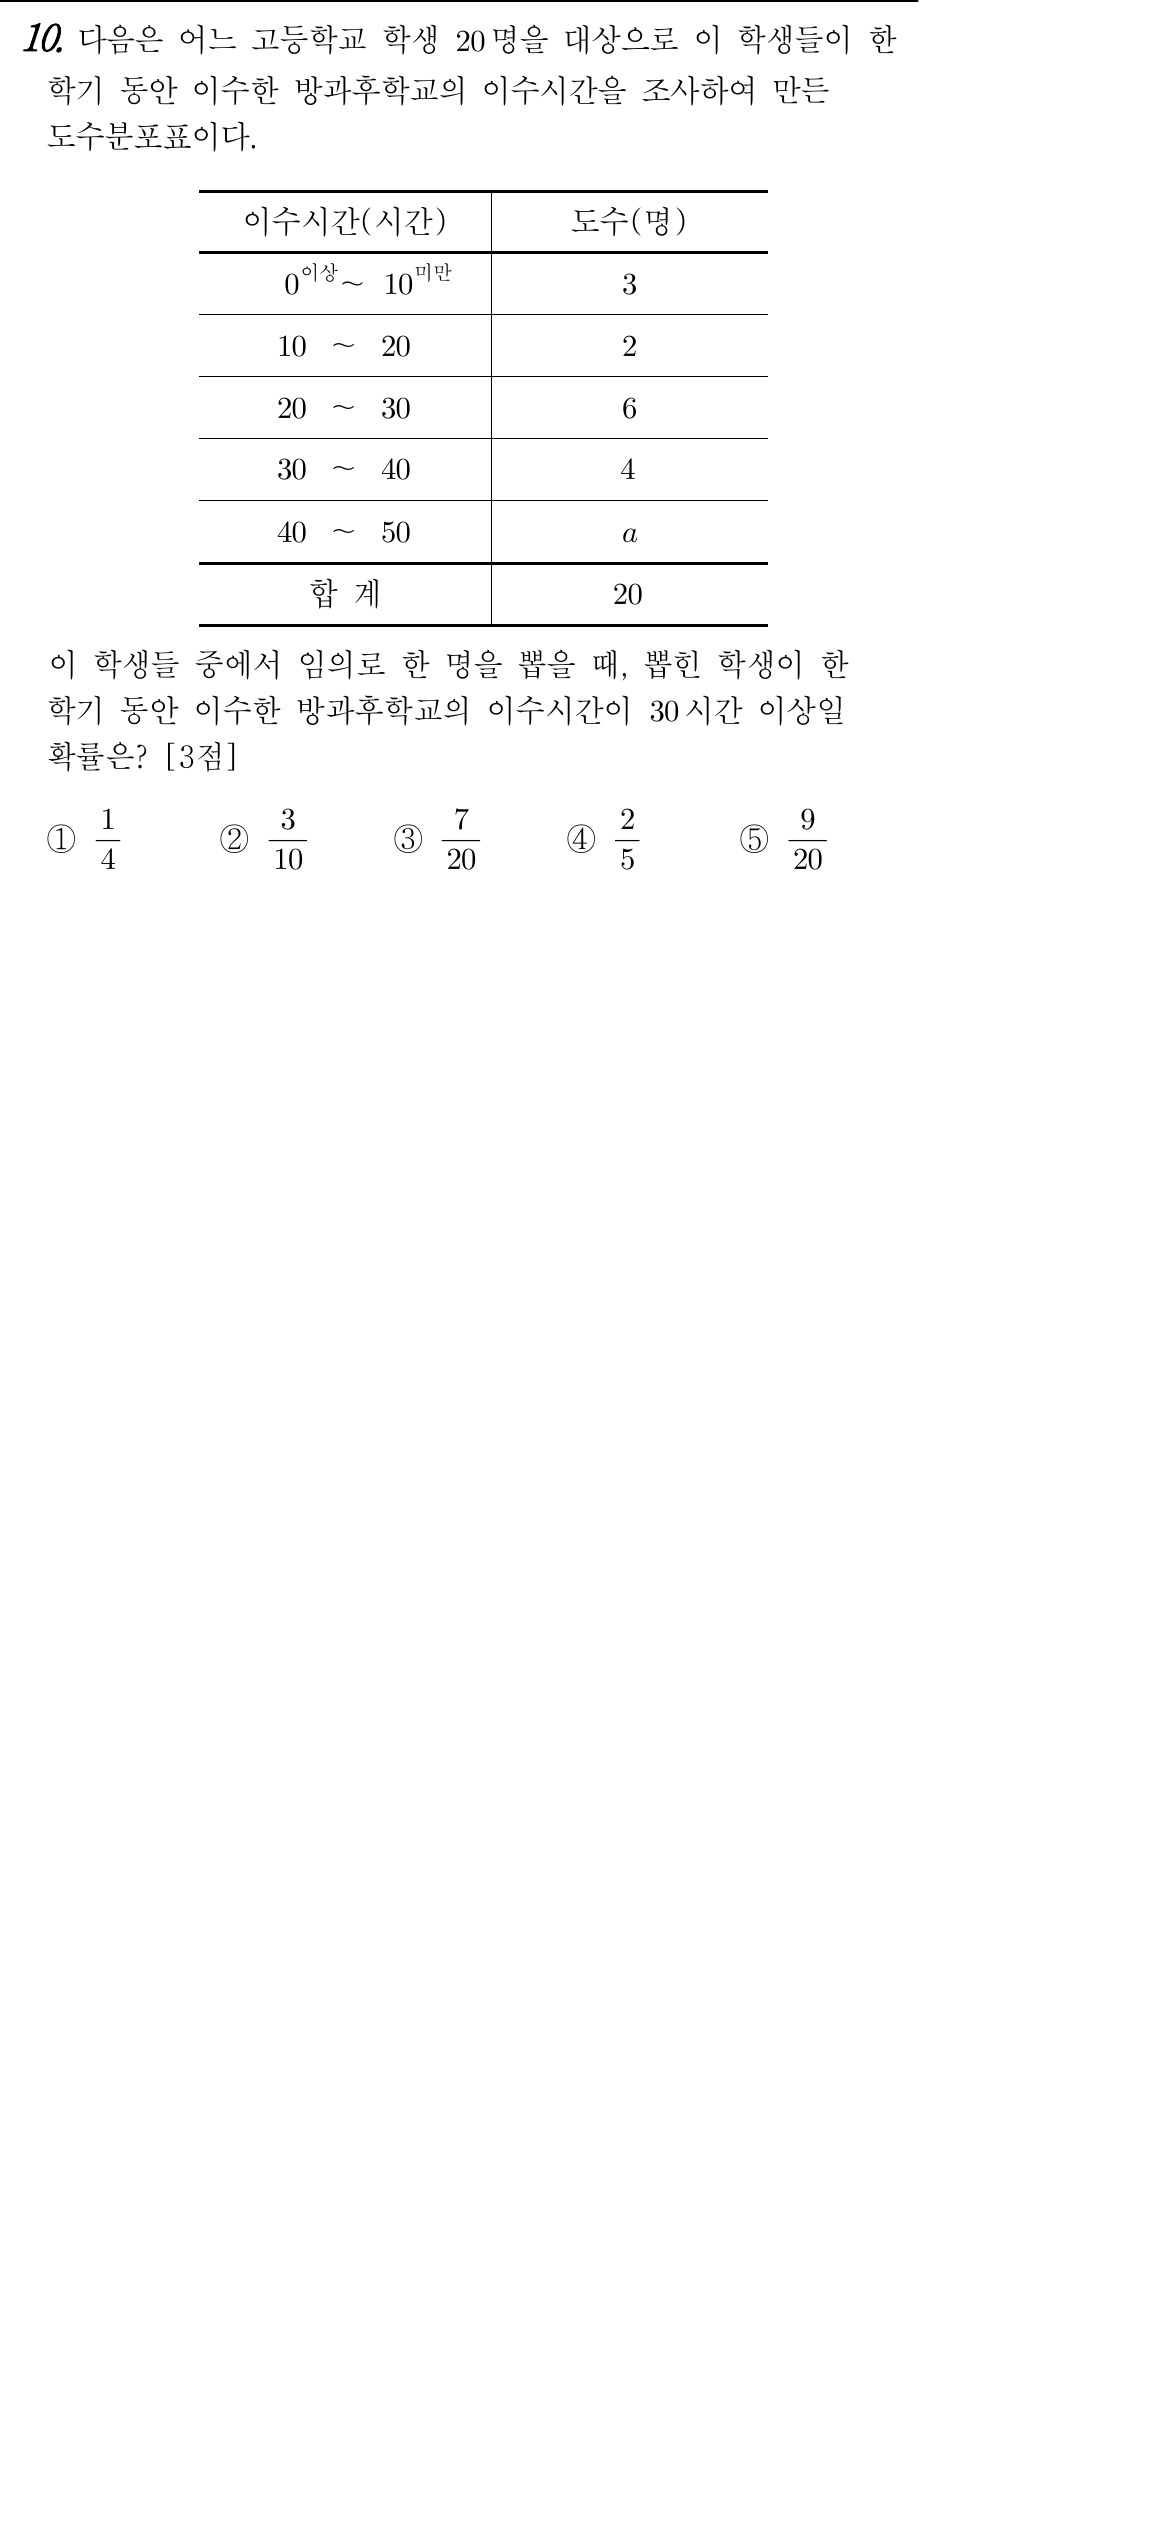 10. 다음은 어느 고등학교 학생 20명을 대상으로 이 학생들이 한
학기 동안 이수한 방과후학교의 이수시간을 조사하여 만든
도수분포표이다.
이수시간(시간) 도수(명)
0이상~ 10미만 3
10 ~ 20 2
20 ~ 30 6
30 ~ 40 4
40 ~ 50 a
합 계 20
이 학생들 중에서 임의로 한 명을 뽑을 때, 뽑힌 학생이 한
학기 동안 이수한 방과후학교의 이수시간이 30시간 이상일
확률은? [3점]
① 1/4 ② 3/10 ③ 7/20 ④ 2/5 ⑤ 9/20